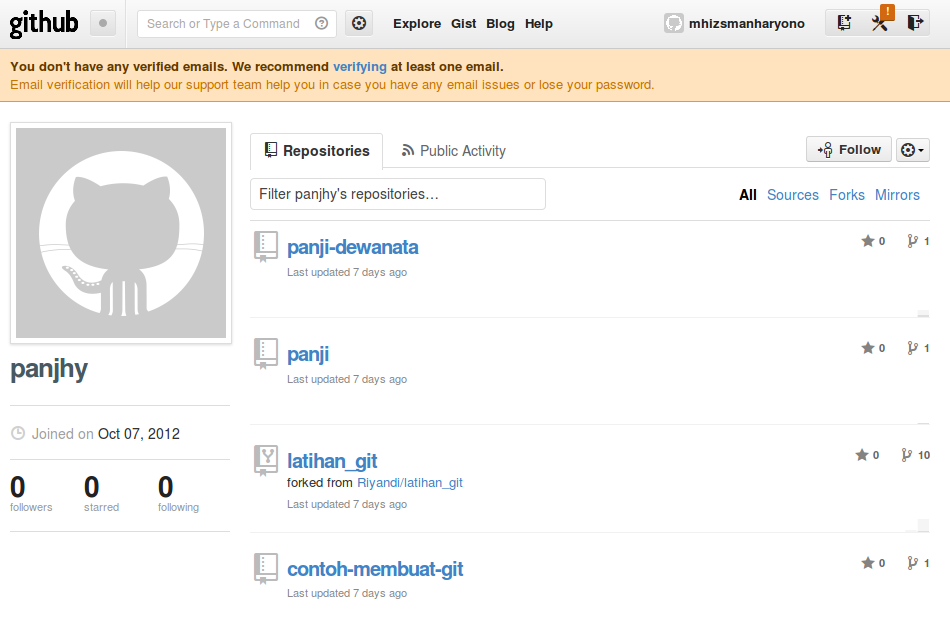 github
Search or Type a Command
Explore Gist Blog Help
mhizsmanharyono
!
You don't have any verified emails. We recommend verifying at least one email.
Email verification will help our support team help you in case you have any email issues or lose your password.
Repositories
Public Activity
Follow
Filter panjhy's repositories…
All Sources Forks Mirrors
panji-dewanata
0 1
Last updated 7 days ago
panji
0 1
Last updated 7 days ago
latihan_git
0 10
forked from Riyandi/latihan_git
Last updated 7 days ago
contoh-membuat-git
0 1
Last updated 7 days ago
panjhy
Joined on Oct 07, 2012
0 0 0
followers starred following